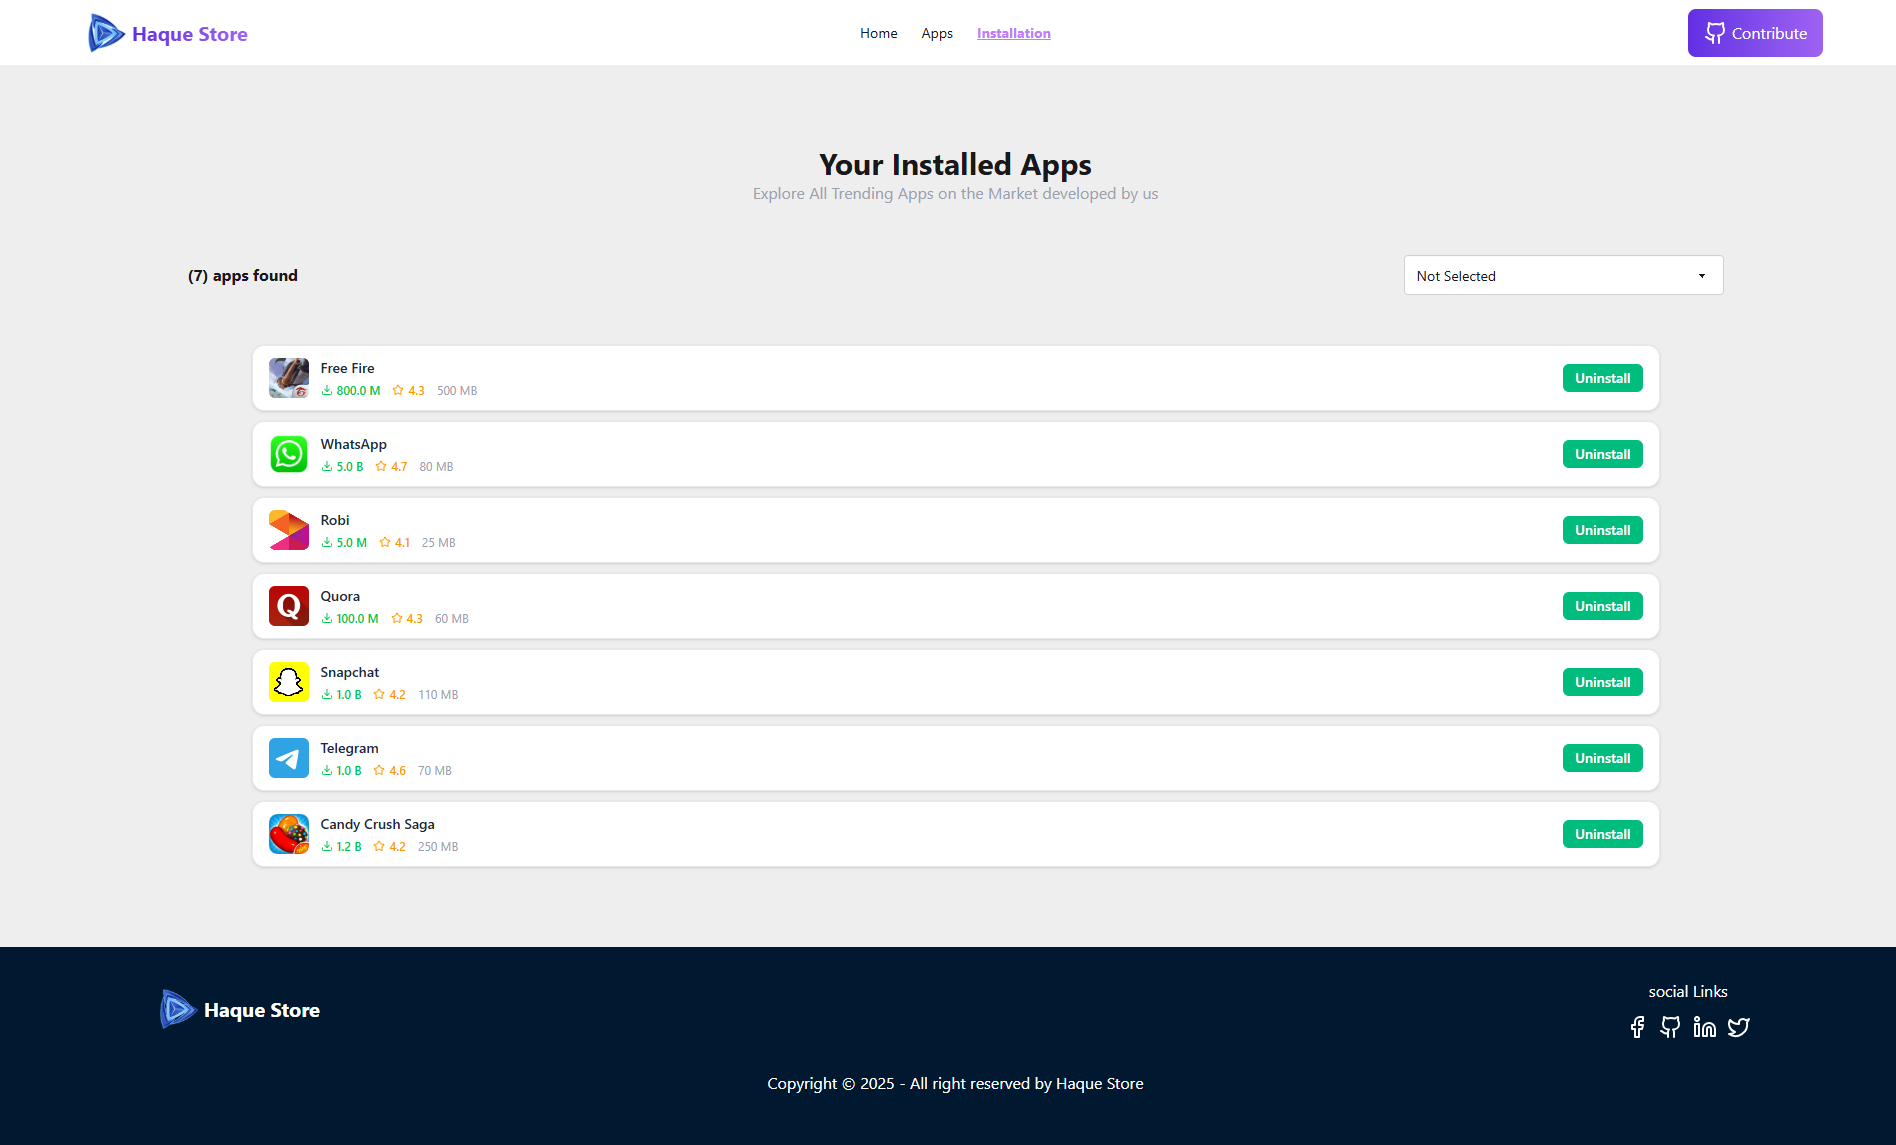 Haque Store
Home Apps Installation
Contribute
Your Installed Apps
Explore All Trending Apps on the Market developed by us
(7) apps found
Not Selected
Free Fire
800.0 M 4.3 500 MB
Uninstall
WhatsApp
5.0 B 4.7 80 MB
Uninstall
Robi
5.0 M 4.1 25 MB
Uninstall
Quora
100.0 M 4.3 60 MB
Uninstall
Snapchat
1.0 B 4.2 110 MB
Uninstall
Telegram
1.0 B 4.6 70 MB
Uninstall
Candy Crush Saga
1.2 B 4.2 250 MB
Uninstall
Haque Store
social Links
Copyright © 2025 - All right reserved by Haque Store